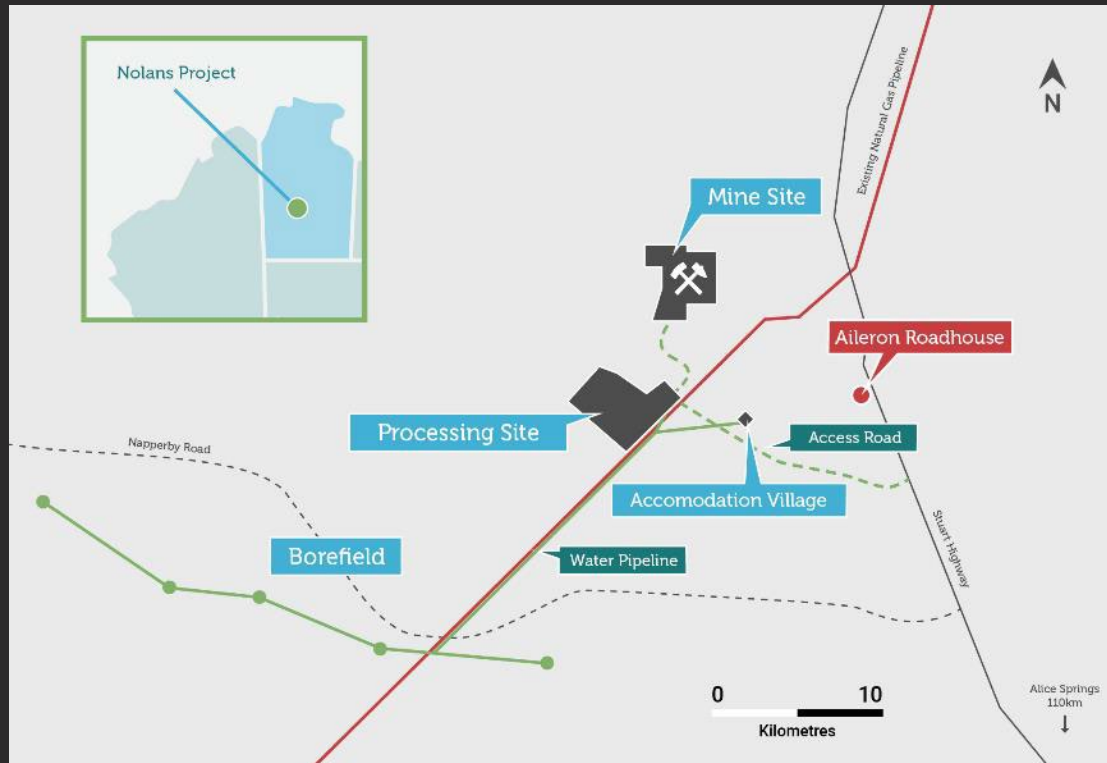 Nolans Project
Existing Natural Gas Pipeline
N
Mine Site
Aileron Roadhouse
Processing Site
Access Road
Napperby Road
Accomodation Village
Stuart Highway
Borefield
Water Pipeline
0 10
Kilometres
Alice Springs
110km